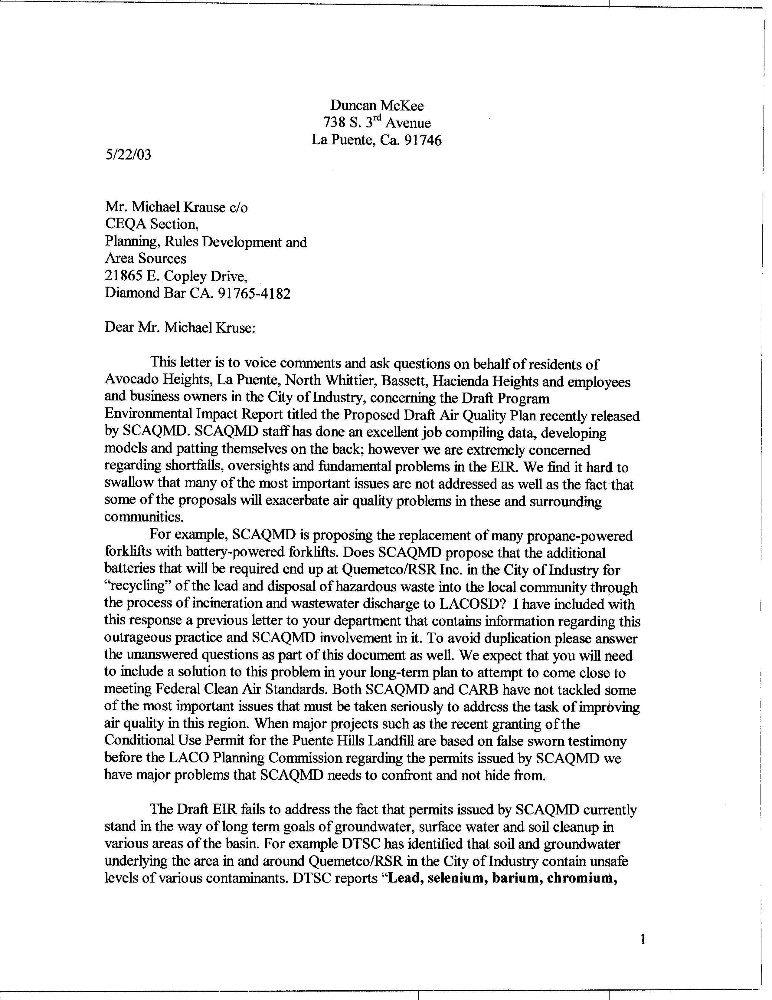 Duncan McKee
738 S. 3rd Avenue
La Puente, Ca. 91746
5/22/03
Mr. Michael Krause c/o
CEQA Section,
Planning, Rules Development and
Area Sources
21865 E. Copley Drive,
Diamond Bar CA. 91765-4182
Dear Mr. Michael Kruse:
This letter is to voice comments and ask questions on behalf of residents of
Avocado Heights, La Puente, North Whittier, Bassett, Hacienda Heights and employees
and business owners in the City of Industry, concerning the Draft Program
Environmental Impact Report titled the Proposed Draft Air Quality Plan recently released
by SCAQMD. SCAQMD staff has done an excellent job compiling data, developing
models and patting themselves on the back; however we are extremely concerned
regarding shortfalls, oversights and fundamental problems in the EIR. We find it hard to
swallow that many of the most important issues are not addressed as well as the fact that
some of the proposals will exacerbate air quality problems in these and surrounding
communities.
For example, SCAQMD is proposing the replacement of many propane-powered
forklifts with battery-powered forklifts. Does SCAQMD propose that the additional
batteries that will be required end up at Quemetco/RSR Inc. in the City of Industry for
“recycling” of the lead and disposal of hazardous waste into the local community through
the process of incineration and wastewater discharge to LACOSD? I have included with
this response a previous letter to your department that contains information regarding this
outrageous practice and SCAQMD involvement in it. To avoid duplication please answer
the unanswered questions as part of this document as well. We expect that you will need
to include a solution to this problem in your long-term plan to attempt to come close to
meeting Federal Clean Air Standards. Both SCAQMD and CARB have not tackled some
of the most important issues that must be taken seriously to address the task of improving
air quality in this region. When major projects such as the recent granting of the
Conditional Use Permit for the Puente Hills Landfill are based on false sworn testimony
before the LACO Planning Commission regarding the permits issued by SCAQMD we
have major problems that SCAQMD needs to confront and not hide from.
The Draft EIR fails to address the fact that permits issued by SCAQMD currently
stand in the way of long term goals of groundwater, surface water and soil cleanup in
various areas of the basin. For example DTSC has identified that soil and groundwater
underlying the area in and around Quemetco/RSR in the City of Industry contain unsafe
levels of various contaminants. DTSC reports “Lead, selenium, barium, chromium,
1